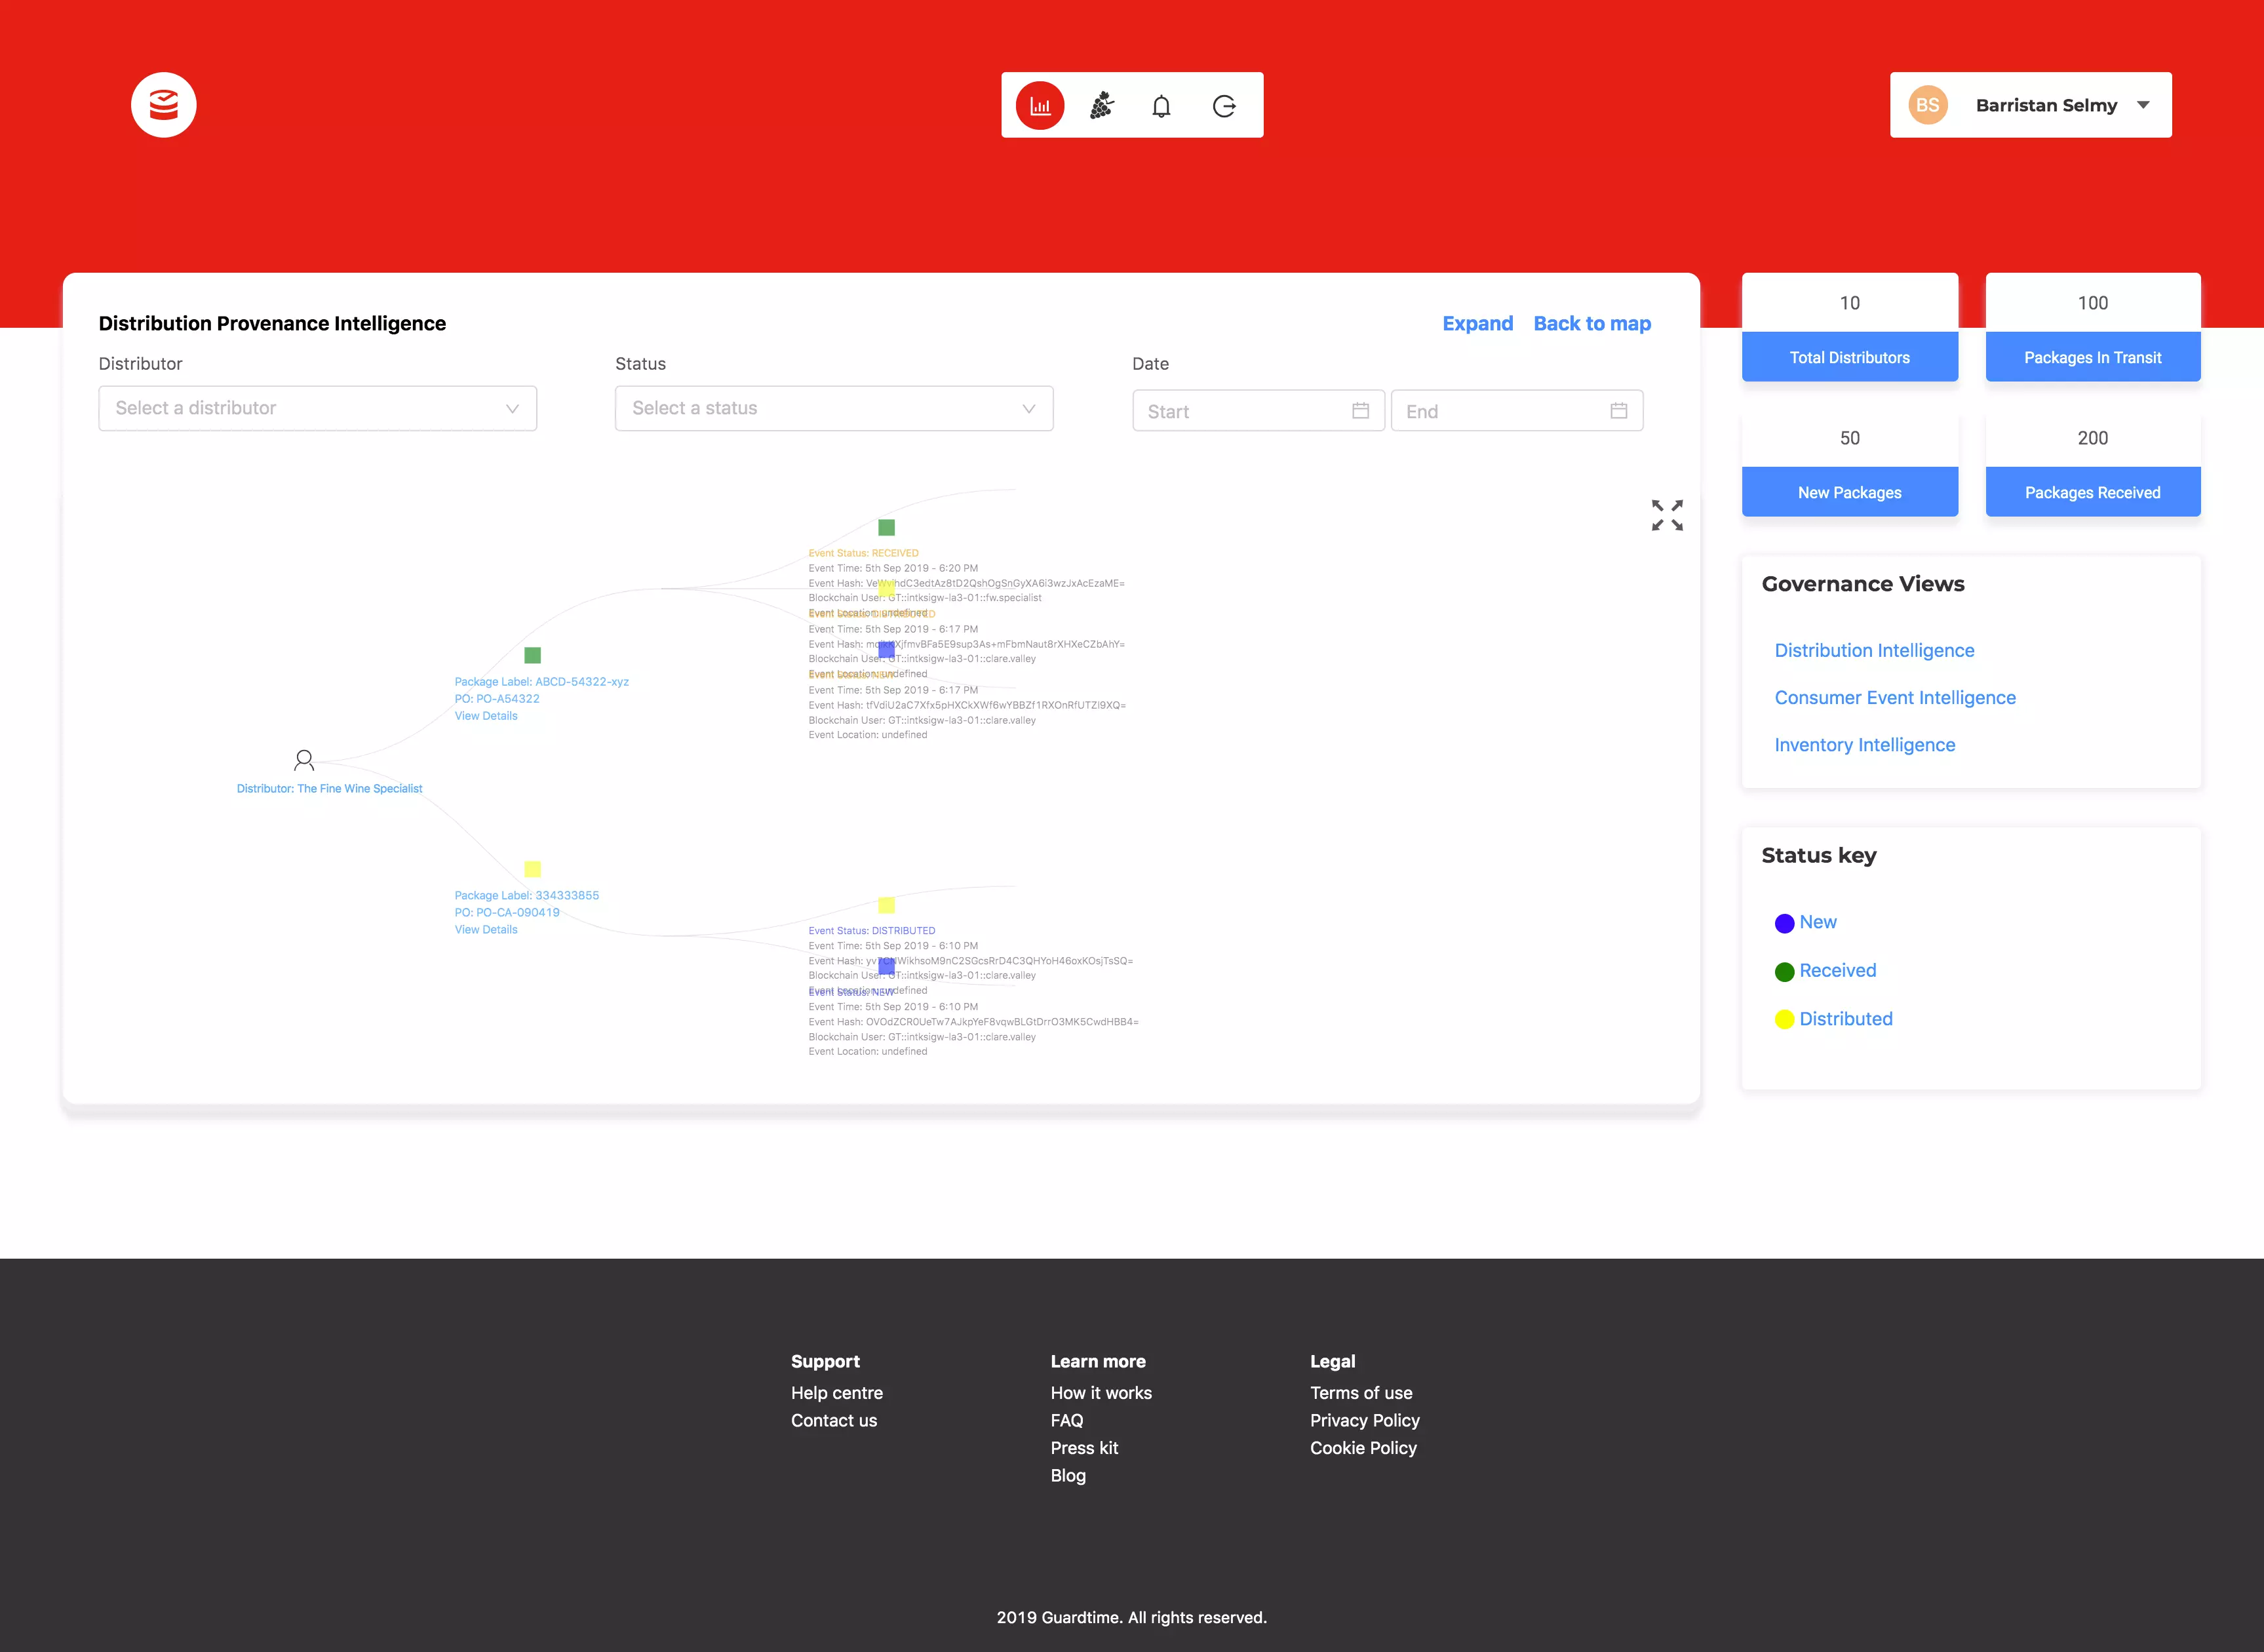 BS
Barristan Selmy
Distribution Provenance Intelligence
Expand
Back to map
Distributor
Status
Date
Select a distributor
Select a status
Start
End
10
Total Distributors
100
Packages In Transit
50
New Packages
200
Packages Received
Event Status: RECEIVED
Event Time: 5th Sep 2019 - 6:20 PM
Event Hash:
Blockchain User: GT::intksigw-la3-01::fw.specialist
Event Location: undefined
Event Status: DISTRIBUTED
Event Time: 5th Sep 2019 - 6:17 PM
Event Hash:
Blockchain User: GT::intksigw-la3-01::clare.valley
Event Location: undefined
Event Status: NEW
Event Time: 5th Sep 2019 - 6:17 PM
Event Hash: tfVdiU2aC7Xfx5pHXCkXWf6wYBBZf1RXOnRfUTZI9XQ=
Blockchain User: GT::intksigw-la3-01::clare.valley
Event Location: undefined
Package Label: ABCD-54322-xyz
PO: PO-A54322
View Details
Distributor: The Fine Wine Specialist
Package Label: 334333855
PO: PO-CA-090419
View Details
Event Status: DISTRIBUTED
Event Time: 5th Sep 2019 - 6:10 PM
Event Hash:
Blockchain User: GT::intksigw-la3-01::clare.valley
Event Location: undefined
Event Status: NEW
Event Time: 5th Sep 2019 - 6:10 PM
Event Hash: OVOdZCR0UeTw7AJkpYeF8vqwBLGtDrrO3MK5CwdHBB4=
Blockchain User: GT::intksigw-la3-01::clare.valley
Event Location: undefined
Governance Views
Distribution Intelligence
Consumer Event Intelligence
Inventory Intelligence
Status key
New
Received
Distributed
Support
Help centre
Contact us
Learn more
How it works
FAQ
Press kit
Blog
Legal
Terms of use
Privacy Policy
Cookie Policy
2019 Guardtime. All rights reserved.